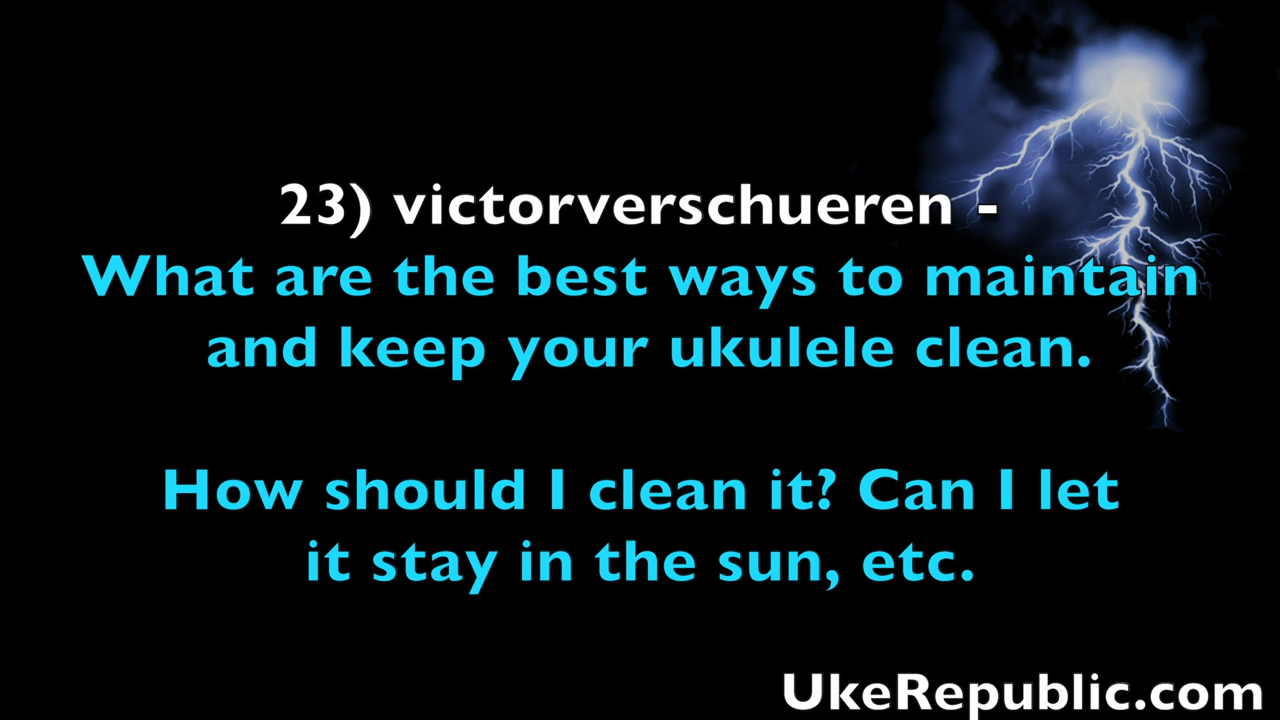 23) victorverschueren -
What are the best ways to maintain
and keep your ukulele clean.
How should I clean it? Can I let
it stay in the sun, etc.
UkeRepublic.com